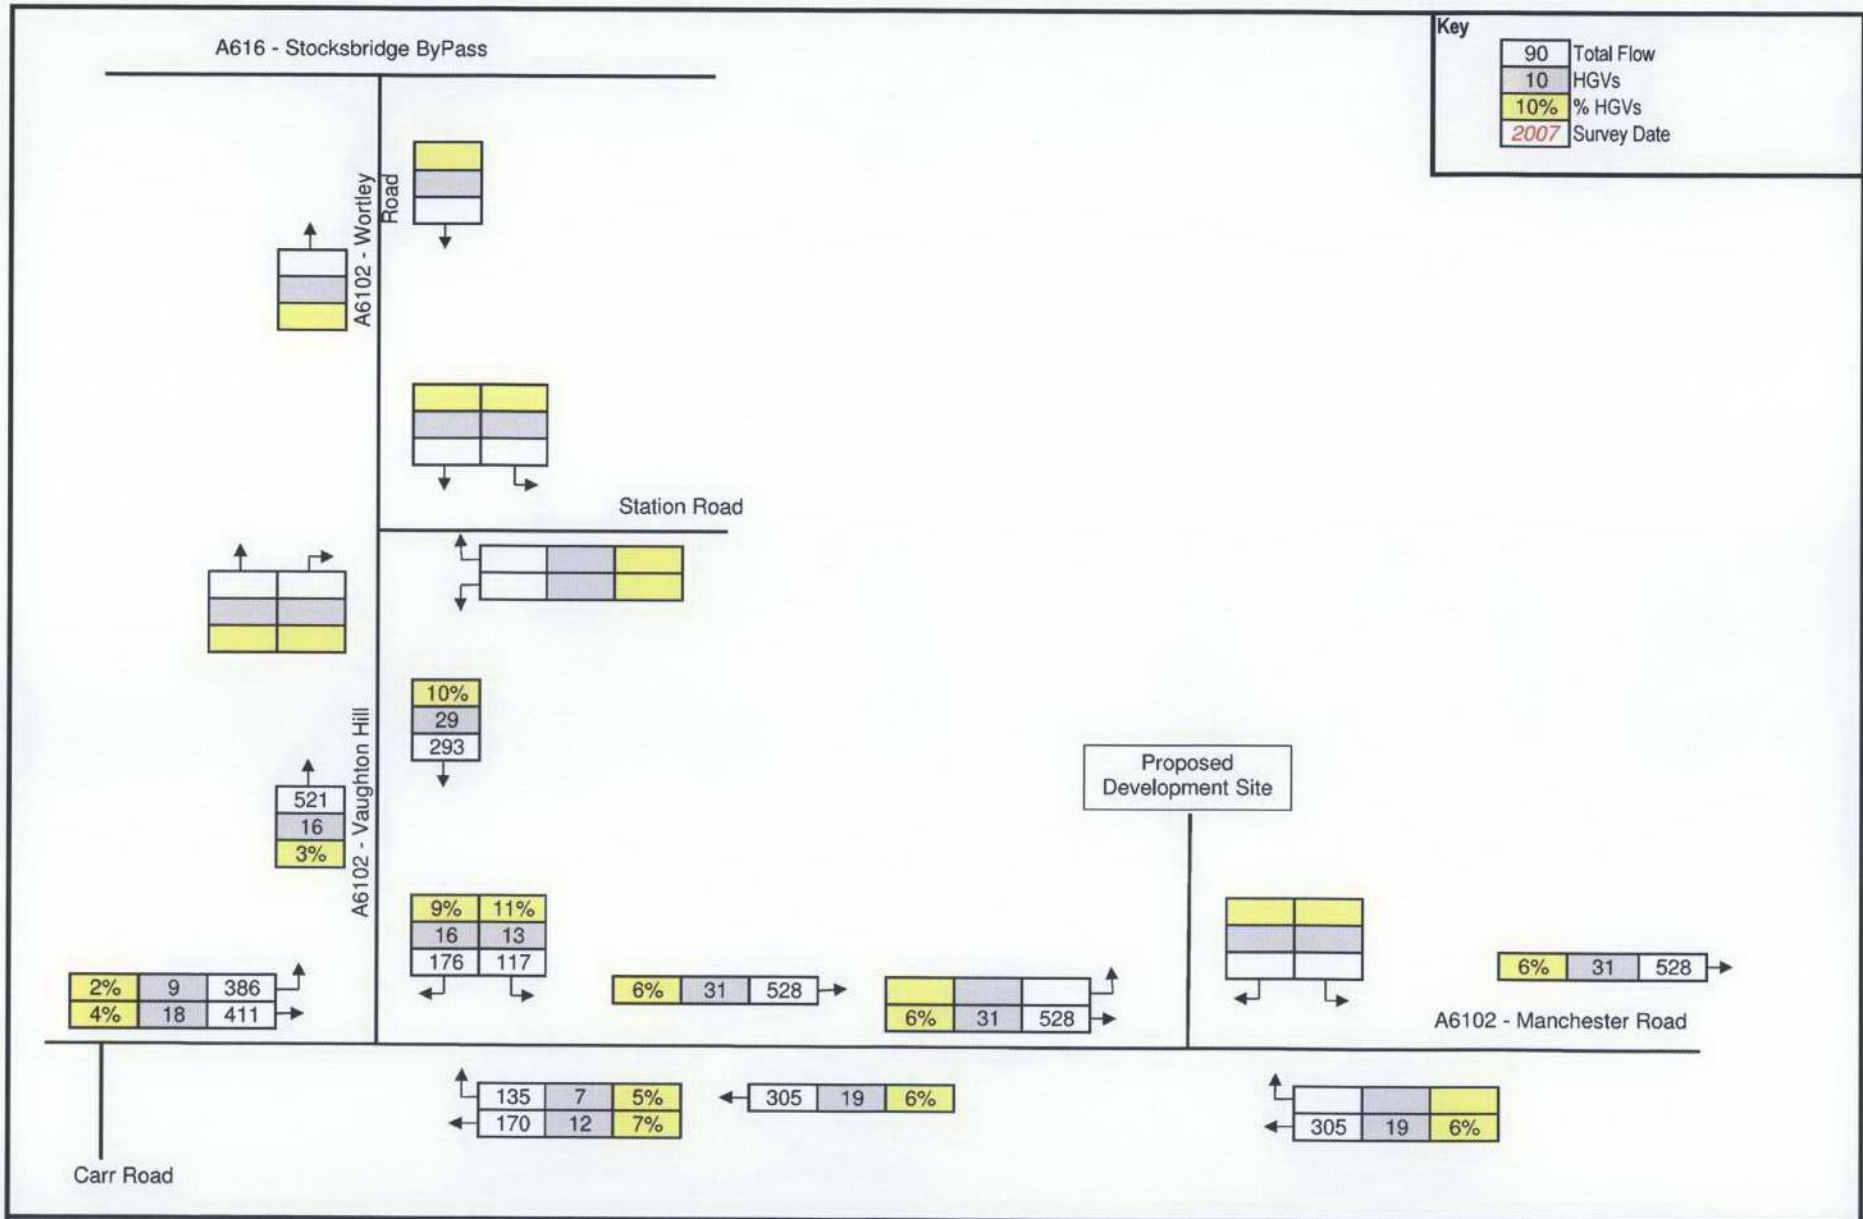 Key
90 Total Flow
10 HGVs
10% % HGVs
2007 Survey Date
A616 - Stocksbridge ByPass
A6102 - Wortley
Road
Station Road
A6102 - Vaughton Hill
10%
29
293
521
16
3%
Proposed
Development Site
9% 11%
16 13
176 117
2% 9 386
4% 18 411
6% 31 528
6% 31 528
6% 31 528
A6102 - Manchester Road
135 7 5%
170 12 7%
305 19 6%
305 19 6%
Carr Road